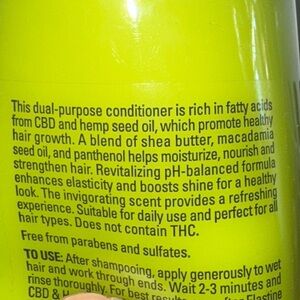 This dual-purpose conditioner is rich in fatty acids
from CBD and hemp seed oil, which promote healthy
hair growth. A blend of shea butter, macadamia
seed oil, and panthenol helps moisturize, nourish and
strengthen hair. Revitalizing pH-balanced formula
enhances elasticity and boosts shine for a healthy
look. The invigorating scent provides a refreshing
experience. Suitable for daily use and perfect for all
hair types. Does not contain THC.
Free from parabens and sulfates.
TO USE: After shampooing, apply generously to wet
hair and work through ends. Wait 2-3 minutes and
rinse thoroughly. For best results
CBD &